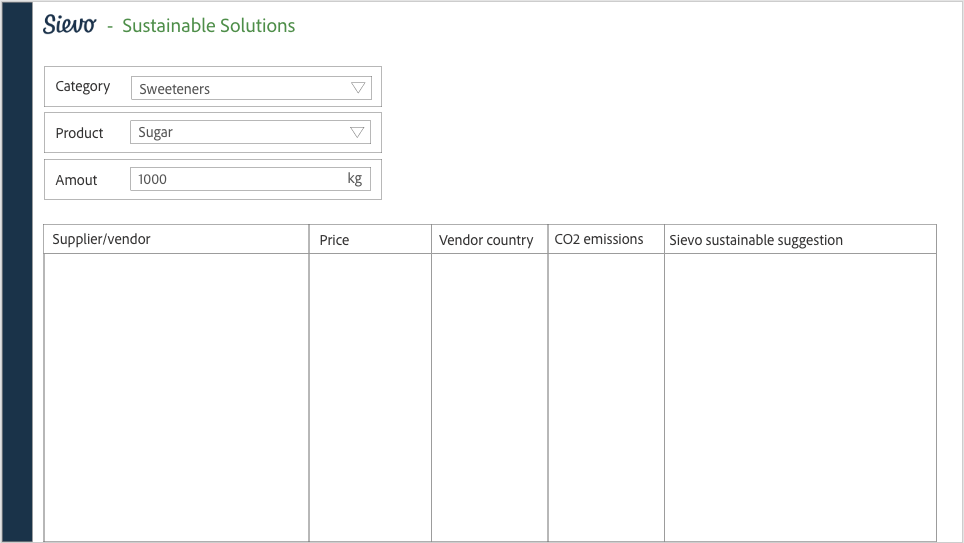 Sievo - Sustainable Solutions
Category Sweeteners
Product Sugar
Amout 1000 kg
Supplier/vendor Price Vendor country CO2 emissions Sievo sustainable suggestion